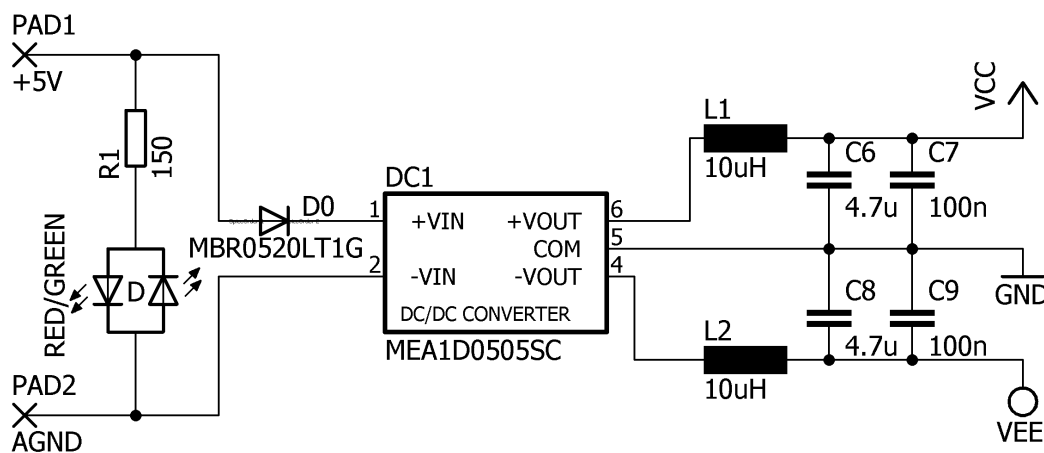 PAD1
+5V
R1
150
RED/GREEN
D
PAD2
AGND
D0
MBR0520LT1G
DC1
1
2
+VIN
-VIN
+VOUT
COM
-VOUT
DC/DC CONVERTER
MEA1D0505SC
6
5
4
L1
10uH
L2
10uH
C6
4.7u
C7
100n
C8
4.7u
C9
100n
VCC
GND
VEE